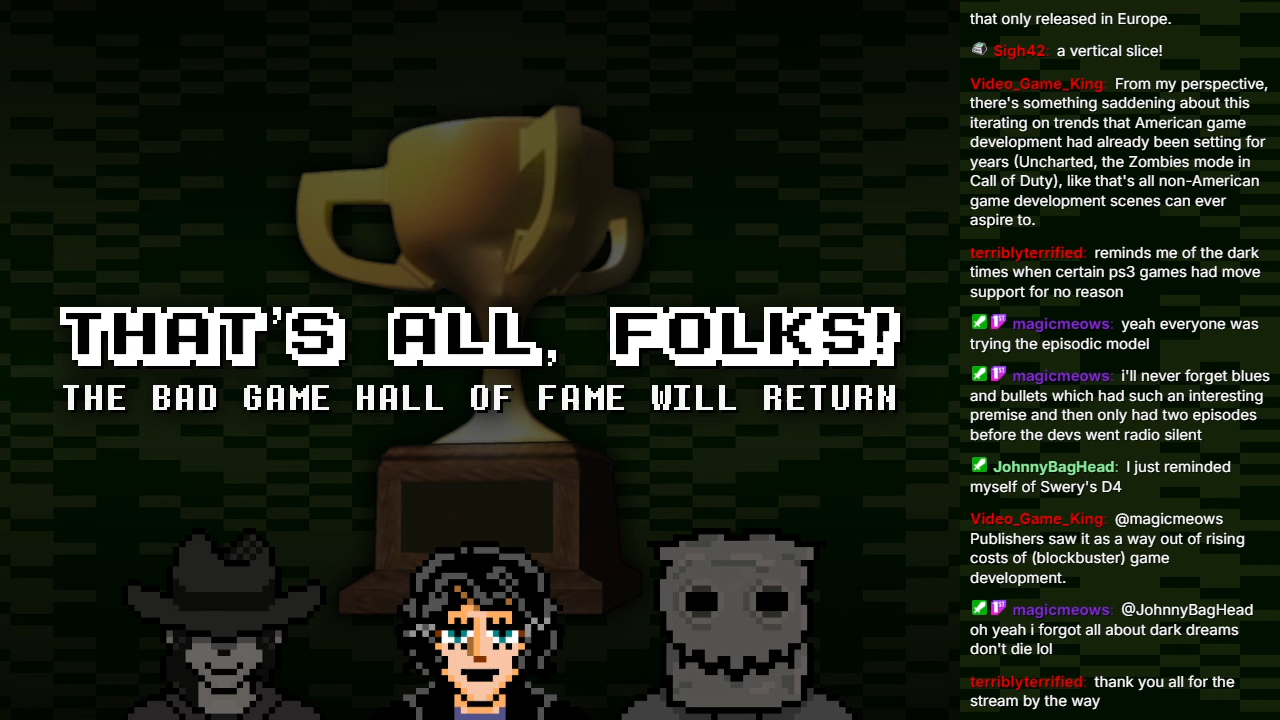 THAT'S ALL, FOLKS!
THE BAD GAME HALL OF FAME WILL RETURN
that only released in Europe.
Sigh42: a vertical slice!
Video_Game_King: From my perspective,
there's something saddening about this
iterating on trends that American game
development had already been setting for
years (Uncharted, the Zombies mode in
Call of Duty), like that's all non-American
game development scenes can ever
aspire to.
terriblyterrified: reminds me of the dark
times when certain ps3 games had move
support for no reason
magicmeows: yeah everyone was
trying the episodic model
magicmeows: i'll never forget blues
and bullets which had such an interesting
premise and then only had two episodes
before the devs went radio silent
JohnnyBagHead: I just reminded
myself of Swery's D4
Video_Game_King: @magicmeows
Publishers saw it as a way out of rising
costs of (blockbuster) game
development.
magicmeows: @JohnnyBagHead
oh yeah i forgot all about dark dreams
don't die lol
terriblyterrified: thank you all for the
stream by the way